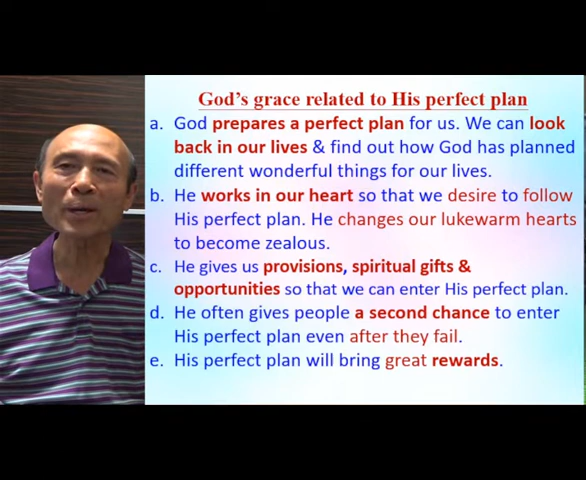 God's grace related to His perfect plan
a. God prepares a perfect plan for us. We can look
back in our lives & find out how God has planned
different wonderful things for our lives.
b. He works in our heart so that we desire to follow
His perfect plan. He changes our lukewarm hearts
to become zealous.
c. He gives us provisions, spiritual gifts &
opportunities so that we can enter His perfect plan.
d. He often gives people a second chance to enter
His perfect plan even after they fail.
e. His perfect plan will bring great rewards.